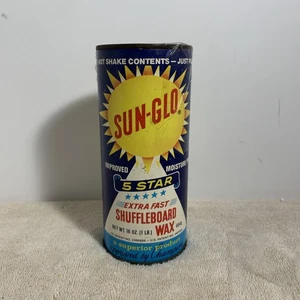 NOT SHAKE CONTENTS — JUST
SUN-GLO
IMPROVED MOISTURE
5 STAR
EXTRA FAST
SHUFFLEBOARD
WAX
NET WT 16 OZ (1 LB.)
a superior product